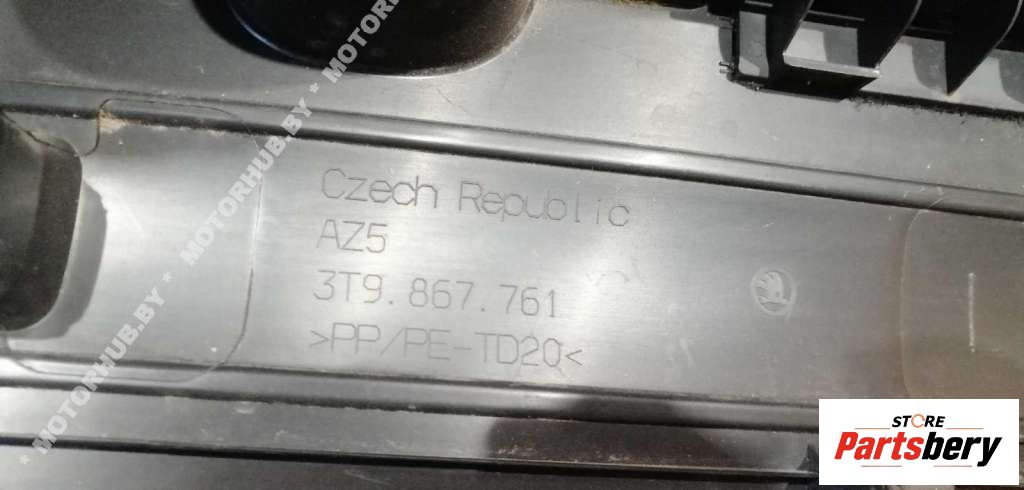 Czech Republic
AZ5
3T9.867.761
>PP/PE-TD20<
* MOTORHUB.BY * MOTORHUB.BY * MOTORHUB.BY
STORE
Partsbery